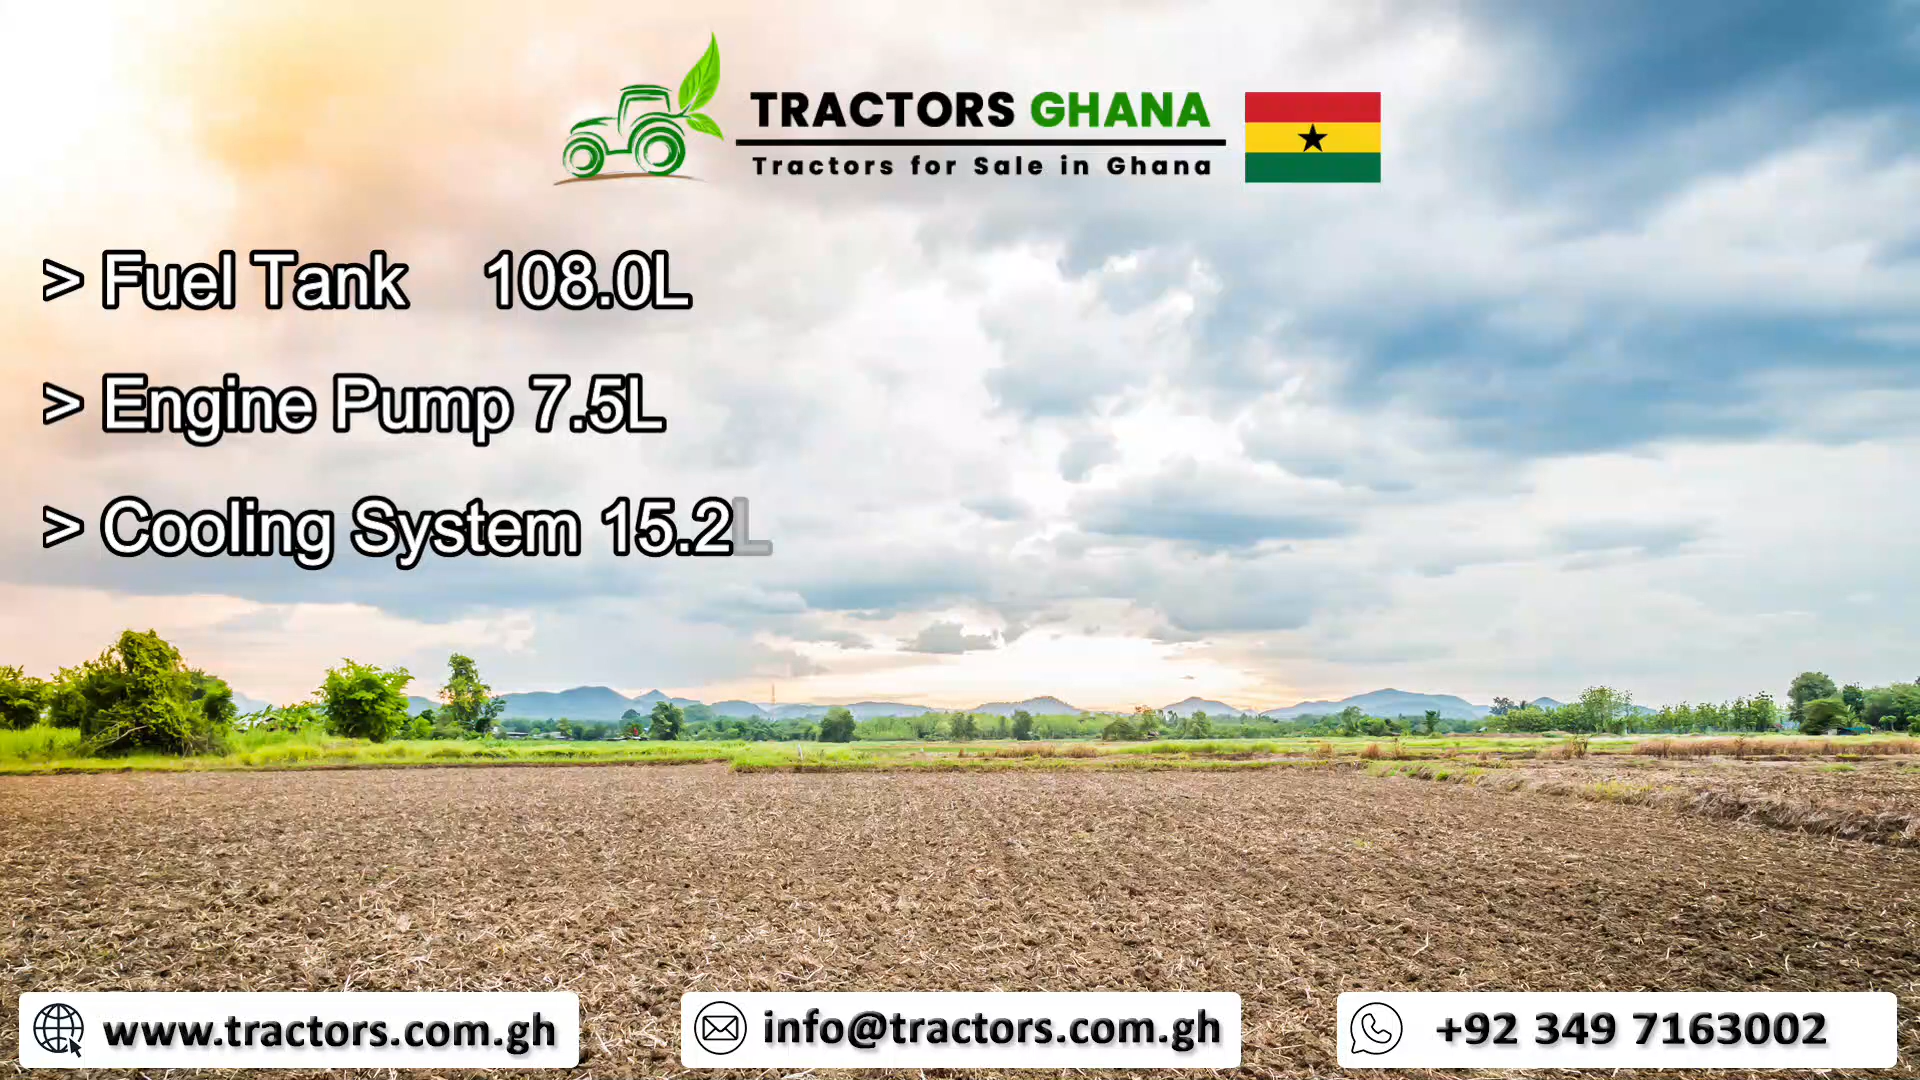 TRACTORS GHANA
Tractors for Sale in Ghana
> Fuel Tank 108.0L
> Engine Pump 7.5L
> Cooling System 15.2L
www.tractors.com.gh
info@tractors.com.gh
+92 349 7163002